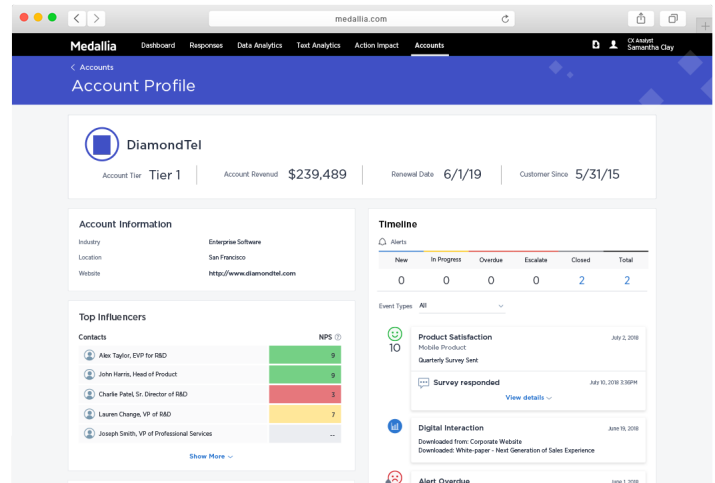 medallia.com
Medallia Dashboard Responses Data Analytics Text Analytics Action Impact Accounts CX Analyst
Samantha Clay
< Accounts
Account Profile
DiamondTel
Account Tier Tier 1 Account Revenud $239,489 Renewal Date 6/1/19 Customer Since 5/31/15
Account Information
Industry Enterprise Software
Location San Francisco
Website http://www.diamondtel.com
Top Influencers
Contacts NPS ?
Alex Taylor, EVP for R&D 9
John Harris, Head of Product 9
Charlie Patel, Sr. Director of R&D 3
Lauren Change, VP of R&D 7
Joseph Smith, VP of Professional Services --
Show More
Timeline
Alerts
New In Progress Overdue Escalate Closed Total
0 0 0 0 2 2
Event Types All
10 Product Satisfaction July 2, 2018
Mobile Product
Quarterly Survey Sent
Survey responded July 10, 2018 3:36PM
View details
Digital Interaction June 19, 2018
Downloaded from: Corporate Website
Downloaded: White-paper - Next Generation of Sales Experience
Alert Overdue June 1, 2018